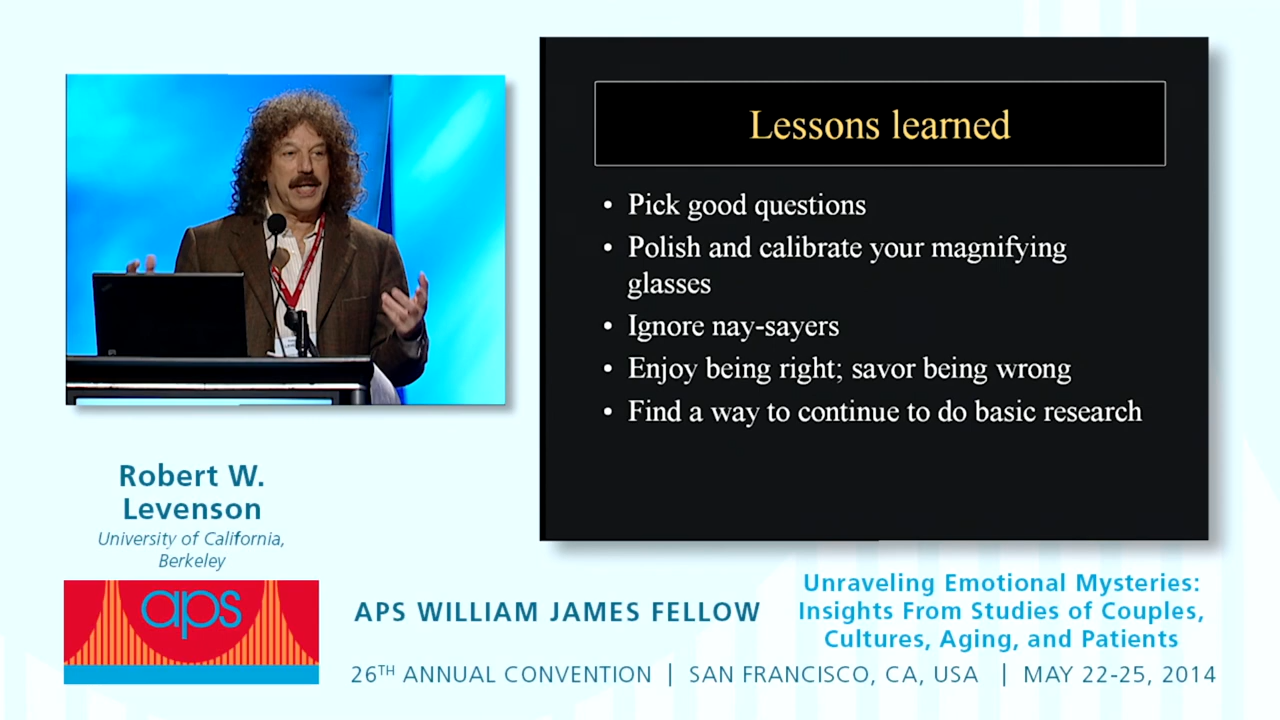 Lessons learned
• Pick good questions
• Polish and calibrate your magnifying
glasses
• Ignore nay-sayers
• Enjoy being right; savor being wrong
• Find a way to continue to do basic research
Robert W.
Levenson
University of California,
Berkeley
aps
APS WILLIAM JAMES FELLOW
Unraveling Emotional Mysteries:
Insights From Studies of Couples,
Cultures, Aging, and Patients
26TH ANNUAL CONVENTION | SAN FRANCISCO, CA, USA | MAY 22-25, 2014